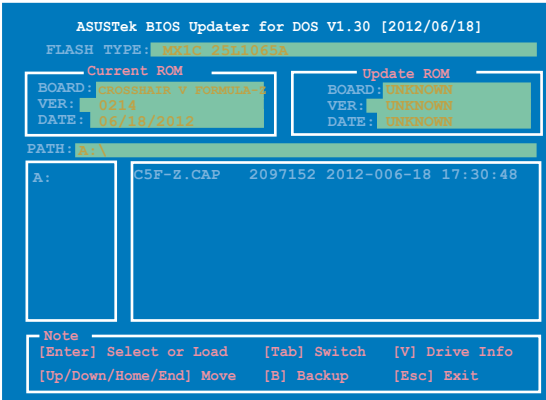 ASUSTek BIOS Updater for DOS V1.30 [2012/06/18]
FLASH TYPE: MX1C 25L1065A
Current ROM
BOARD: CROSSHAIR V FORMULA-Z
VER: 0214
DATE: 06/18/2012
Update ROM
BOARD: UNKNOWN
VER: UNKNOWN
DATE: UNKNOWN
PATH: A:\
A:
C5F-Z.CAP 2097152 2012-006-18 17:30:48
Note
[Enter] Select or Load [Tab] Switch [V] Drive Info
[Up/Down/Home/End] Move [B] Backup [Esc] Exit